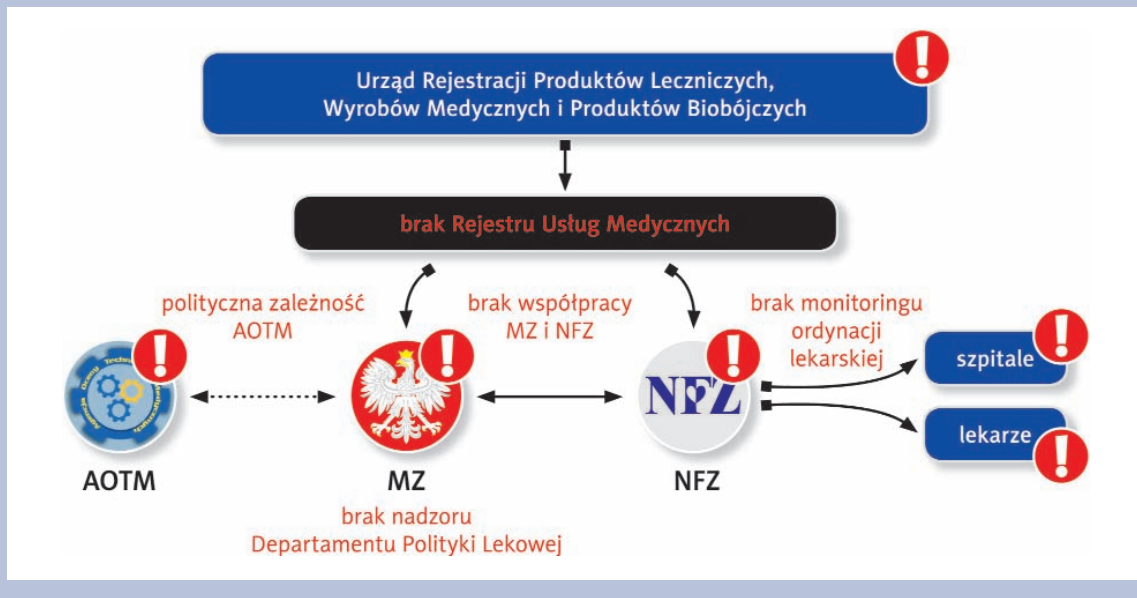 Urząd Rejestracji Produktów Leczniczych,
Wyrobów Medycznych i Produktów Biobójczych
brak Rejestru Usług Medycznych
polityczna zależność
AOTM
brak współpracy
MZ i NFZ
brak monitoringu
ordynacji
lekarskiej
szpitale
lekarze
NFZ
AOTM
MZ
NFZ
brak nadzoru
Departamentu Polityki Lekowej